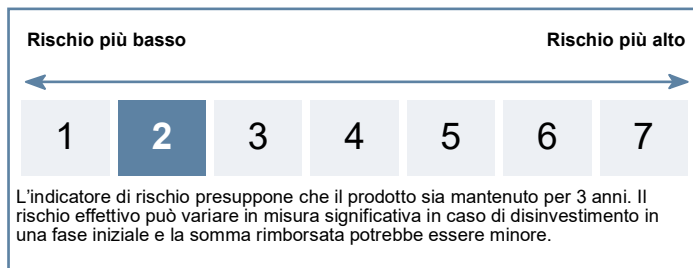 Rischio più basso Rischio più alto
1 2 3 4 5 6 7
L'indicatore di rischio presuppone che il prodotto sia mantenuto per 3 anni. Il
rischio effettivo può variare in misura significativa in caso di disinvestimento in
una fase iniziale e la somma rimborsata potrebbe essere minore.